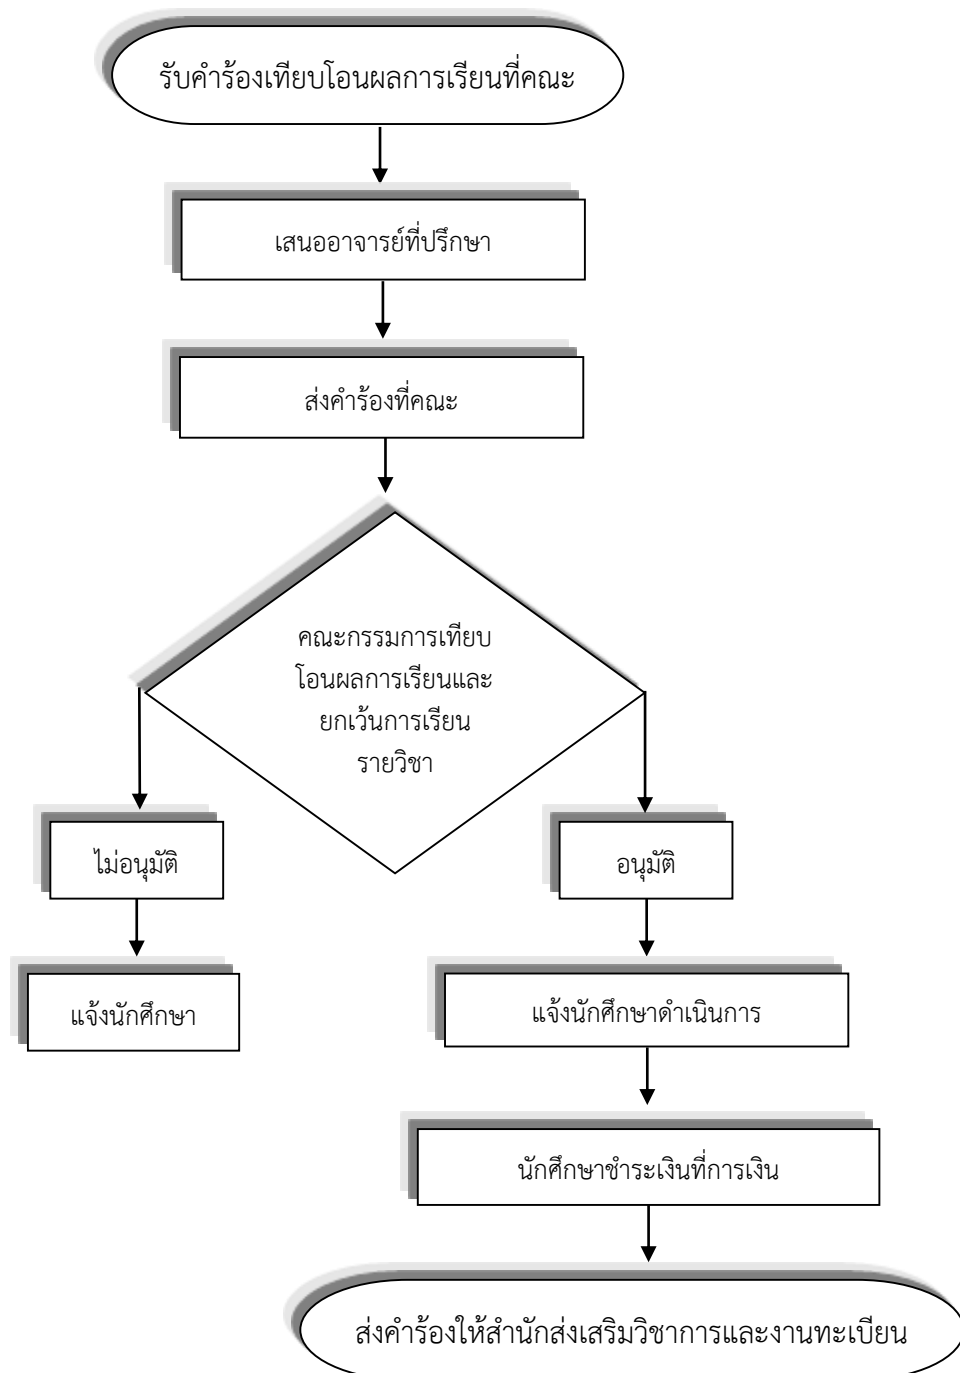 รับคำร้องเทียบโอนผลการเรียนที่คณะ
เสนออาจารย์ที่ปรึกษา
ส่งคำร้องที่คณะ
คณะกรรมการเทียบ
โอนผลการเรียนและ
ยกเว้นการเรียน
รายวิชา
ไม่อนุมัติ
อนุมัติ
แจ้งนักศึกษา
แจ้งนักศึกษาดำเนินการ
นักศึกษาชำระเงินที่การเงิน
ส่งคำร้องให้สำนักส่งเสริมวิชาการและงานทะเบียน